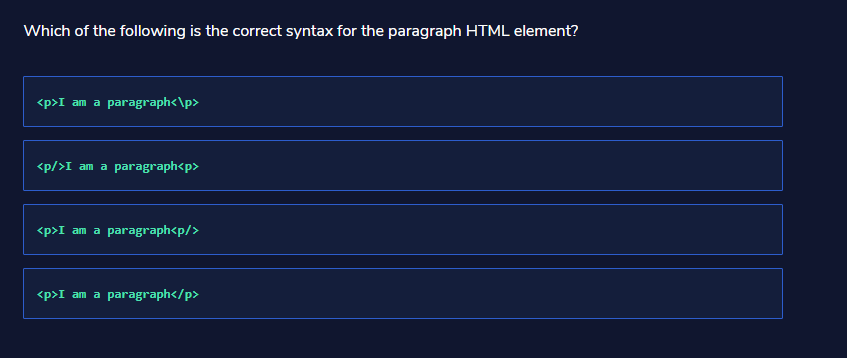 Which of the following is the correct syntax for the paragraph HTML element?
<p>I am a paragraph<\p>
<p/>I am a paragraph<p>
<p>I am a paragraph<p/>
<p>I am a paragraph</p>